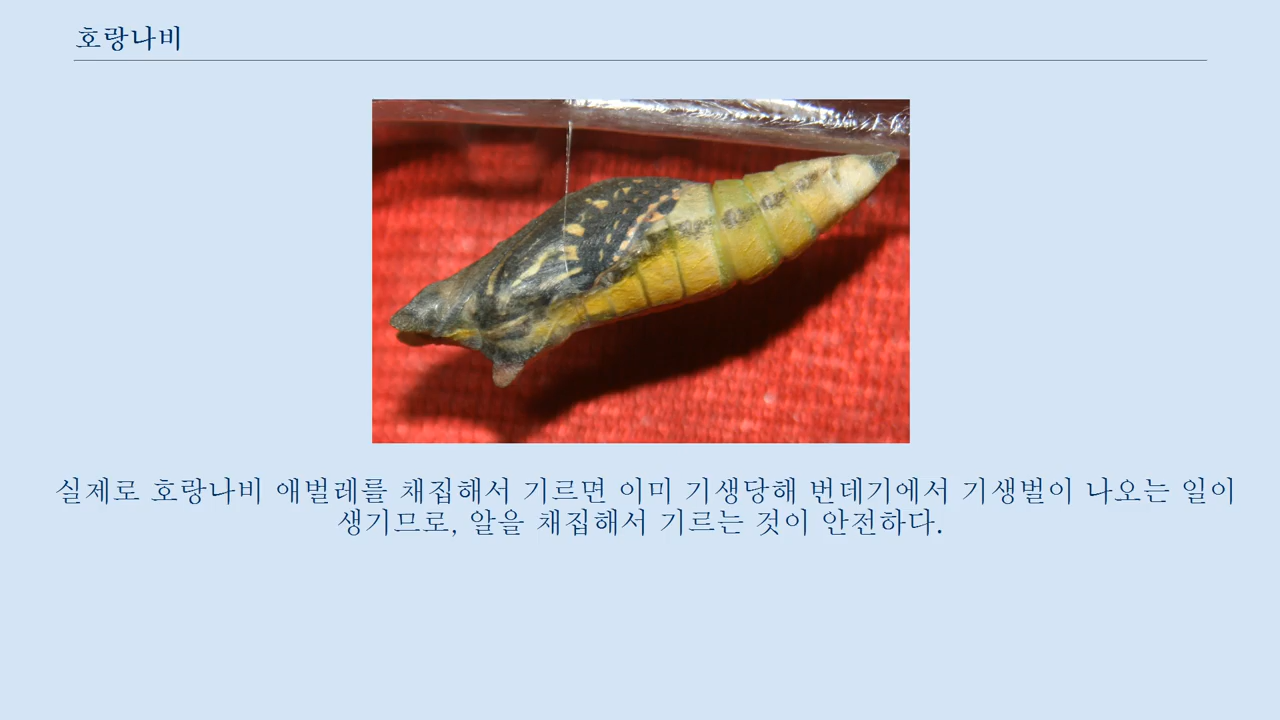 호랑나비
실제로 호랑나비 애벌레를 채집해서 기르면 이미 기생당해 번데기에서 기생벌이 나오는 일이
생기므로, 알을 채집해서 기르는 것이 안전하다.